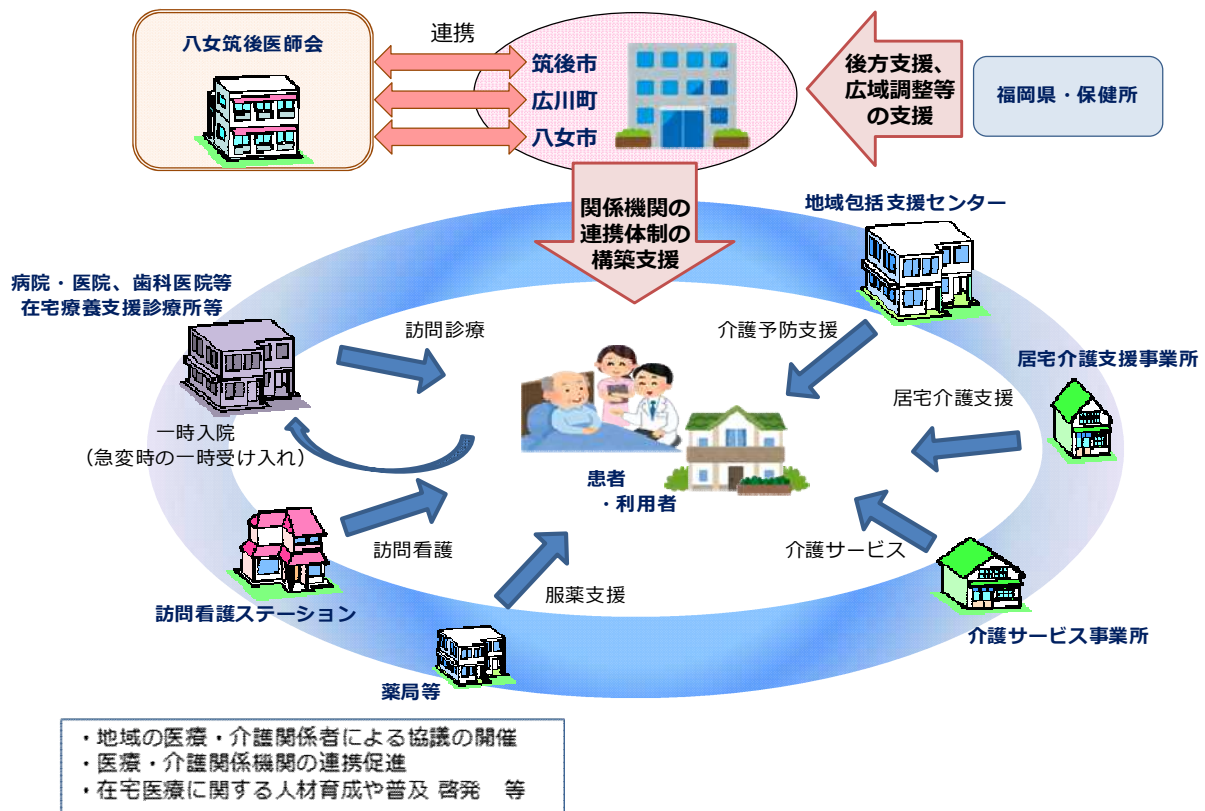 八女筑後医師会
連携
筑後市
広川町
八女市
後方支援、
広域調整等
の支援
福岡県・保健所
関係機関の
連携体制の
構築支援
地域包括支援センター
病院・医院、歯科医院等
在宅療養支援診療所等
訪問診療
介護予防支援
居宅介護支援事業所
居宅介護支援
一時入院
（急変時の一時受け入れ）
患者
・利用者
訪問看護
服薬支援
介護サービス
訪問看護ステーション
介護サービス事業所
薬局等
・地域の医療・介護関係者による協議の開催
・医療・介護関係機関の連携促進
・在宅医療に関する人材育成や普及 啓発　等